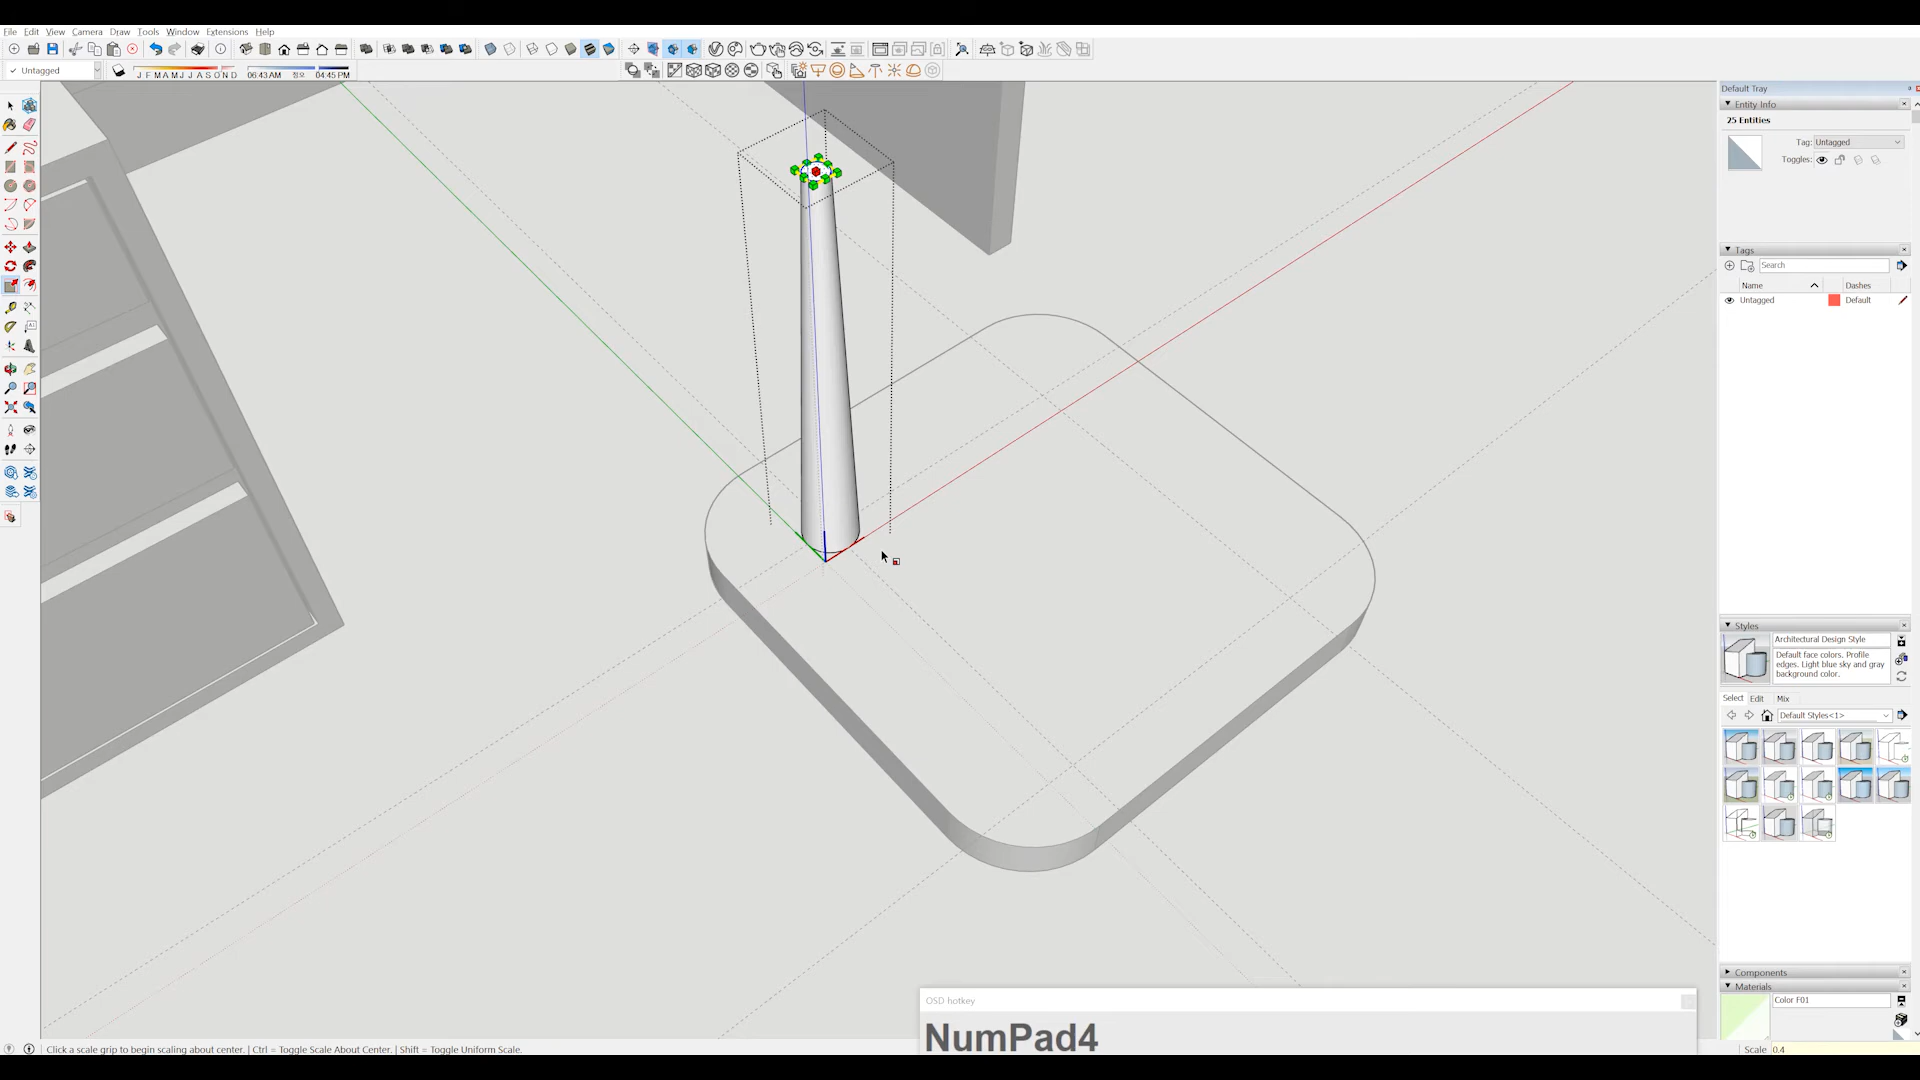 File Edit View Camera Draw Tools Window Extensions Help
Untagged
J F M A M J J A S O N D
06:43 AM 정오 04:45 PM
Default Tray
Entity Info
25 Entities
Tag: Untagged
Toggles:
Tags
Search
Name Dashes
Untagged Default
Styles
Architectural Design Style
Default face colors. Profile
edges. Light blue sky and gray
background color.
Select Edit Mix
Default Styles<1>
Components
Materials
Color F01
OSD hotkey
NumPad4
Click a scale grip to begin scaling about center. | Ctrl = Toggle Scale About Center. | Shift = Toggle Uniform Scale.
Scale 0.4